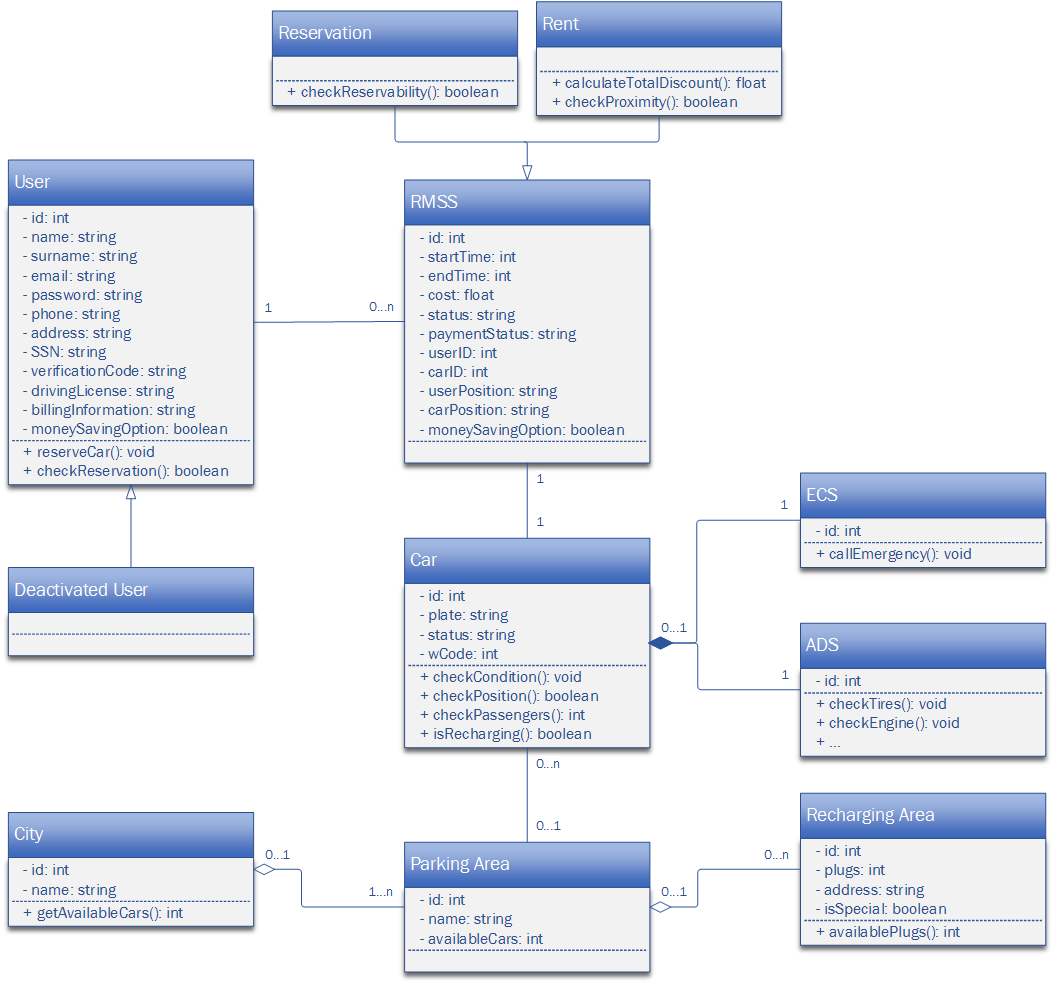 Reservation
+ checkReservability(): boolean
Rent
+ calculateTotalDiscount(): float
+ checkProximity(): boolean
User
- id: int
- name: string
- surname: string
- email: string
- password: string
- phone: string
- address: string
- SSN: string
- verificationCode: string
- drivingLicense: string
- billingInformation: string
- moneySavingOption: boolean
+ reserveCar(): void
+ checkReservation(): boolean
1
0...n
RMSS
- id: int
- startTime: int
- endTime: int
- cost: float
- status: string
- paymentStatus: string
- userID: int
- carID: int
- userPosition: string
- carPosition: string
- moneySavingOption: boolean
1
1
Deactivated User
Car
- id: int
- plate: string
- status: string
- wCode: int
+ checkCondition(): void
+ checkPosition(): boolean
+ checkPassengers(): int
+ isRecharging(): boolean
0...1
1
1
ECS
- id: int
+ callEmergency(): void
ADS
- id: int
+ checkTires(): void
+ checkEngine(): void
+ ...
0...n
0...1
City
- id: int
- name: string
+ getAvailableCars(): int
0...1
1...n
Parking Area
- id: int
- name: string
- availableCars: int
0...1
0...n
Recharging Area
- id: int
- plugs: int
- address: string
- isSpecial: boolean
+ availablePlugs(): int